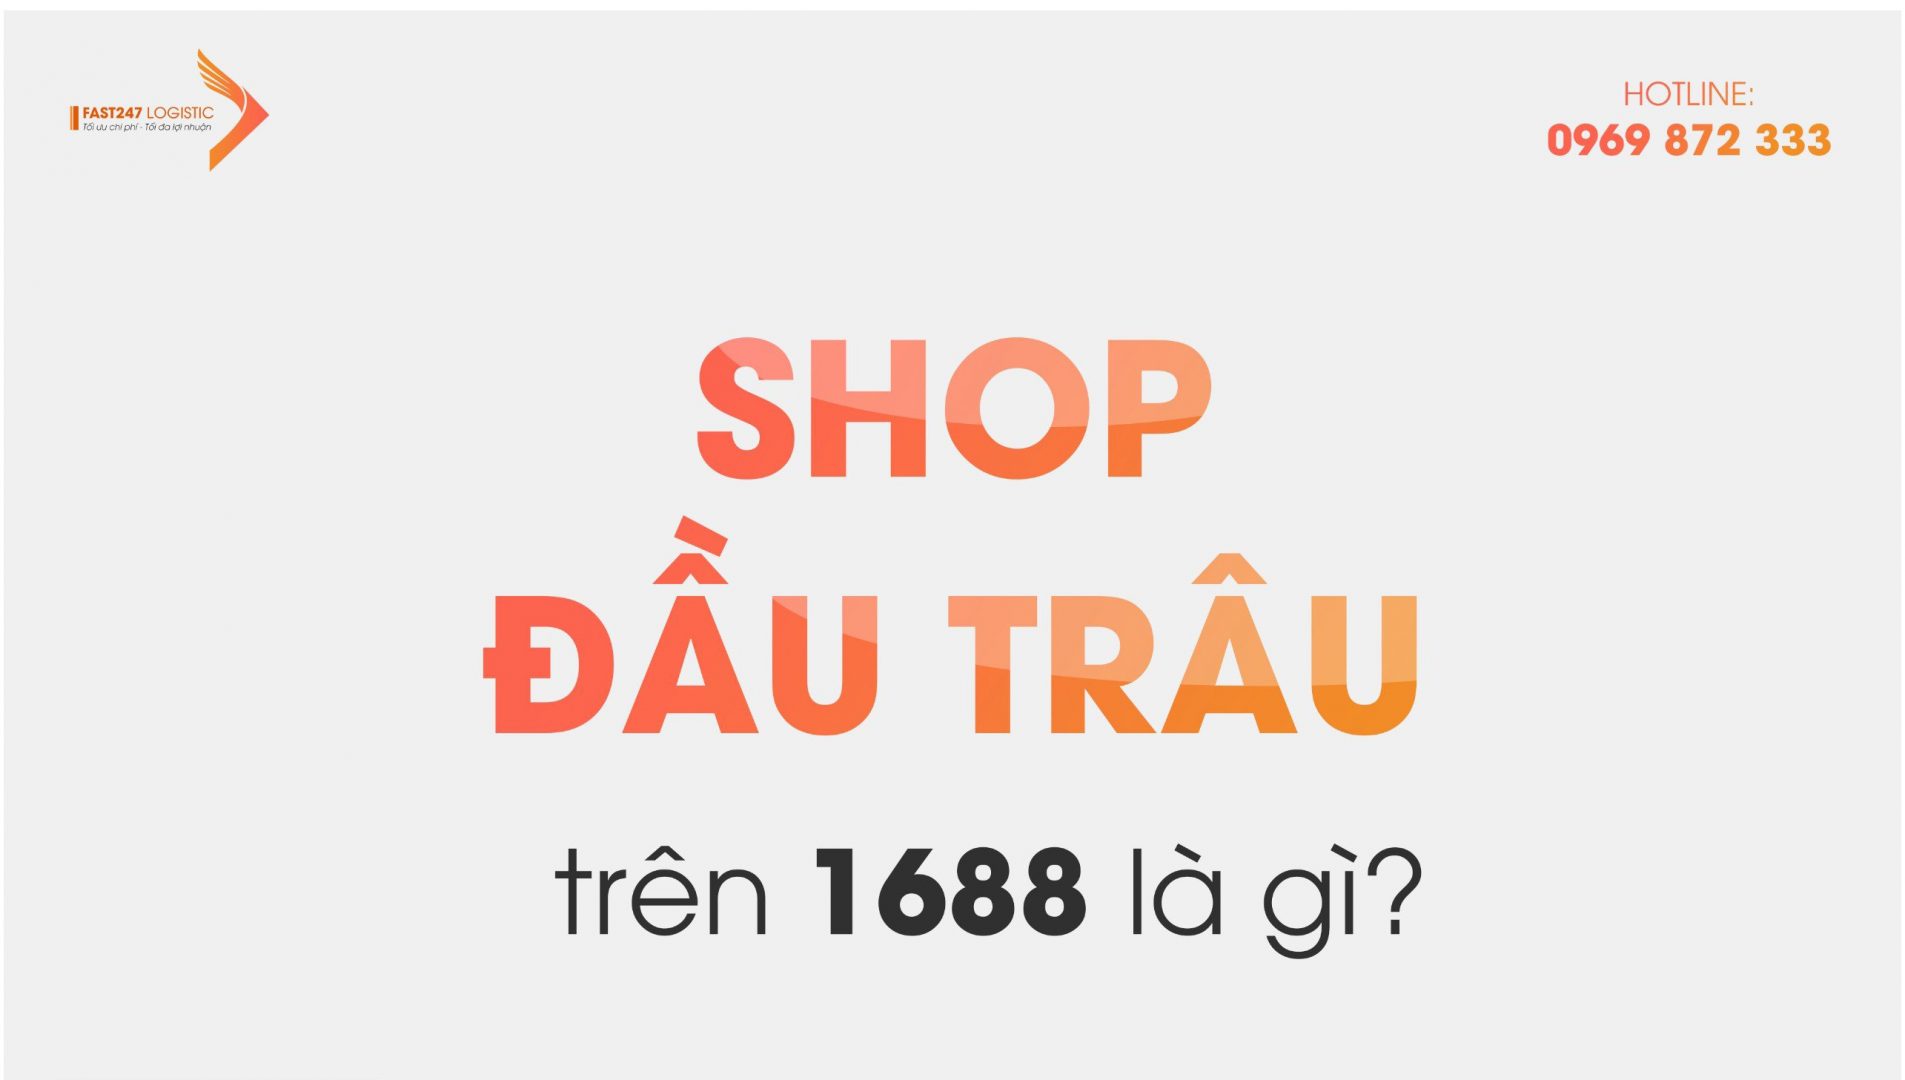 FAST247 LOGISTIC
Tối ưu chi phí - Tối đa lợi nhuận
HOTLINE:
0969 872 333
SHOP
ĐẦU TRÂU
trên 1688 là gì?